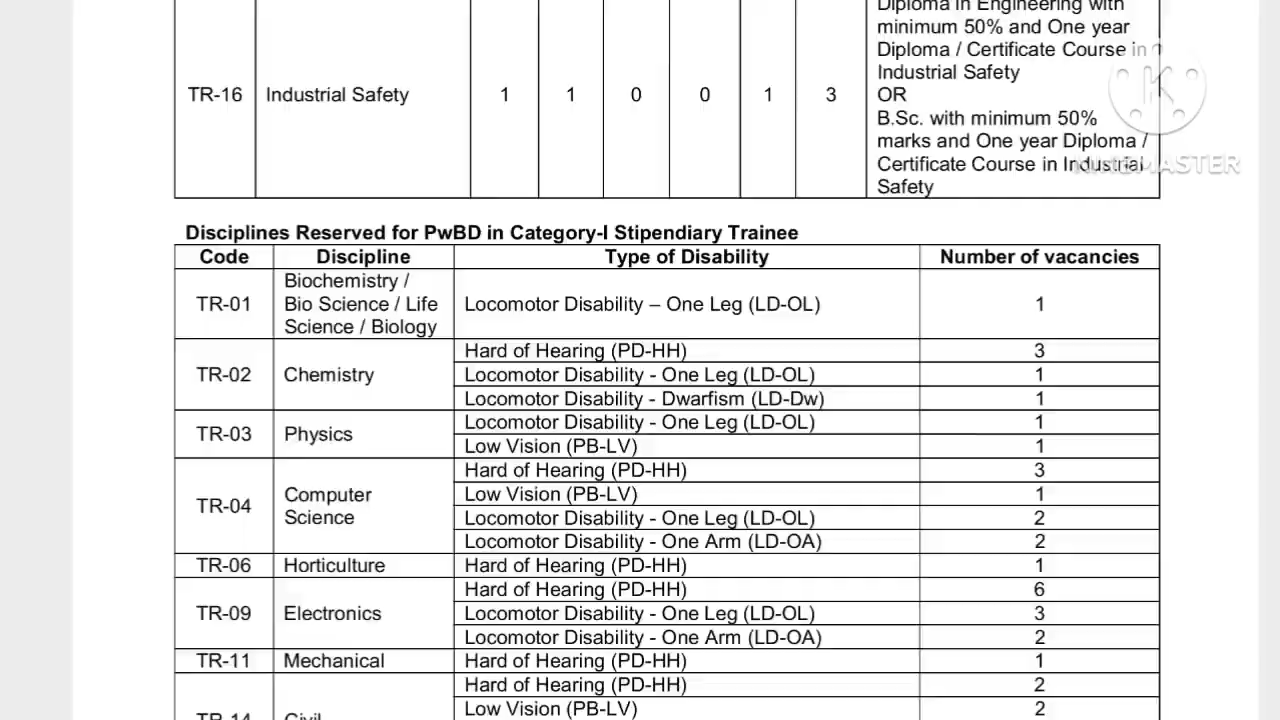 Diploma in Engineering with
minimum 50% and One year
Diploma / Certificate Course in
Industrial Safety
TR-16 Industrial Safety 1 1 0 0 1 3 OR
B.Sc. with minimum 50%
marks and One year Diploma /
Certificate Course in Industrial
Safety
KINEMASTER
Disciplines Reserved for PwBD in Category-I Stipendiary Trainee
Code Discipline Type of Disability Number of vacancies
TR-01 Biochemistry /
Bio Science / Life
Science / Biology
Locomotor Disability – One Leg (LD-OL) 1
TR-02 Chemistry
Hard of Hearing (PD-HH) 3
Locomotor Disability - One Leg (LD-OL) 1
Locomotor Disability - Dwarfism (LD-Dw) 1
TR-03 Physics
Locomotor Disability - One Leg (LD-OL) 1
Low Vision (PB-LV) 1
TR-04 Computer
Science
Hard of Hearing (PD-HH) 3
Low Vision (PB-LV) 1
Locomotor Disability - One Leg (LD-OL) 2
Locomotor Disability - One Arm (LD-OA) 2
TR-06 Horticulture Hard of Hearing (PD-HH) 1
TR-09 Electronics
Hard of Hearing (PD-HH) 6
Locomotor Disability - One Leg (LD-OL) 3
Locomotor Disability - One Arm (LD-OA) 2
TR-11 Mechanical Hard of Hearing (PD-HH) 1
TR-14 Civil
Hard of Hearing (PD-HH) 2
Low Vision (PB-LV) 2